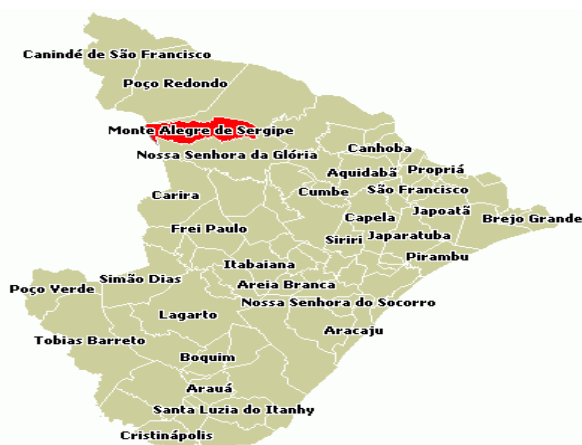 Canindé de São Francisco
Poço Redondo
Monte Alegre de Sergipe
Nossa Senhora da Glória
Canhoba
Aquidabã
Propriá
Carira
Cumbe
São Francisco
Capela
Japoatã
Brejo Grande
Frei Paulo
Siriri
Japaratuba
Pirambu
Itabaiana
Simão Dias
Areia Branca
Poço Verde
Nossa Senhora do Socorro
Lagarto
Aracaju
Tobias Barreto
Boquim
Arauá
Santa Luzia do Itanhy
Cristinápolis